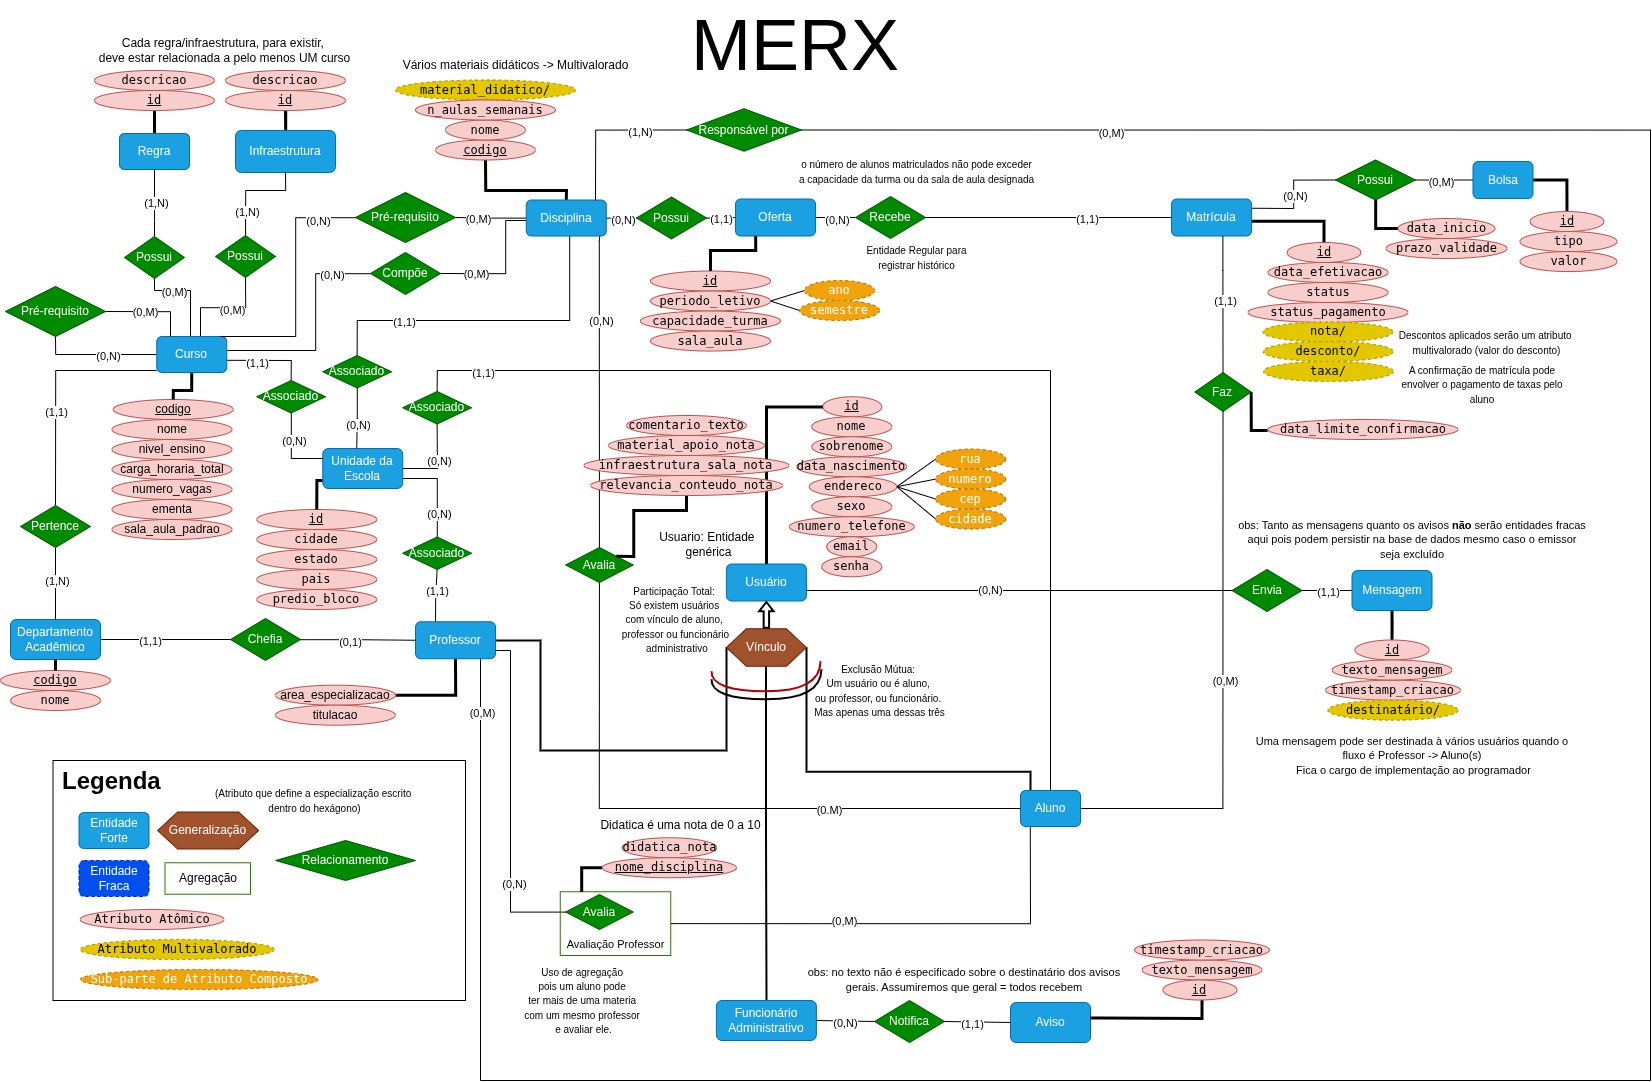 MERX
Cada regra/infraestrutura, para existir,
deve estar relacionada a pelo menos UM curso
descricao
id
Regra
(1,N)
Possui
(0,M)
descricao
id
Infraestrutura
(1,N)
Possui
(0,M)
Vários materiais didáticos -> Multivalorado
material_didatico/
n_aulas_semanais
nome
codigo
Disciplina
Pré-requisito
(0,N)
(0,M)
Compõe
(0,N)
(0,M)
Responsável por
(1,N)
(0,M)
(0,N)
Possui
(1,1)
Oferta
(0,N)
Recebe
(1,1)
Matrícula
o número de alunos matriculados não pode exceder
a capacidade da turma ou da sala de aula designada
Entidade Regular para
registrar histórico
id
periodo_letivo
capacidade_turma
sala_aula
ano
semestre
(0,N)
Possui
(0,M)
Bolsa
data_inicio
prazo_validade
id
tipo
valor
id
data_efetivacao
status
status_pagamento
nota/
desconto/
taxa/
Descontos aplicados serão um atributo
multivalorado (valor do desconto)
A confirmação de matrícula pode
envolver o pagamento de taxas pelo
aluno
(1,1)
Faz
data_limite_confirmacao
(0,M)
Pré-requisito
(0,M)
(0,N)
Curso
(1,1)
Associado
(0,N)
(1,1)
Associado
(0,N)
(1,1)
Associado
(0,N)
codigo
nome
nivel_ensino
carga_horaria_total
numero_vagas
ementa
sala_aula_padrao
(1,1)
Pertence
(1,N)
Unidade da
Escola
id
cidade
estado
pais
predio_bloco
(0,N)
Associado
(1,1)
Departamento
Acadêmico
codigo
nome
(1,1)
Chefia
(0,1)
Professor
area_especializacao
titulacao
(0,M)
(0,N)
(0,N)
Avalia
comentario_texto
material_apoio_nota
infraestrutura_sala_nota
relevancia_conteudo_nota
id
nome
sobrenome
data_nascimento
endereco
sexo
numero_telefone
email
senha
rua
numero
cep
cidade
Usuario: Entidade
genérica
Usuário
Participação Total:
Só existem usuários
com vínculo de aluno,
professor ou funcionário
administrativo
Vínculo
Exclusão Mútua:
Um usuário ou é aluno,
ou professor, ou funcionário.
Mas apenas uma dessas três
(0,N)
Envia
(1,1)
Mensagem
obs: Tanto as mensagens quanto os avisos não serão entidades fracas
aqui pois podem persistir na base de dados mesmo caso o emissor
seja excluído
id
texto_mensagem
timestamp_criacao
destinatário/
Uma mensagem pode ser destinada à vários usuários quando o
fluxo é Professor -> Aluno(s)
Fica o cargo de implementação ao programador
(0.M)
Aluno
Didatica é uma nota de 0 a 10
didatica_nota
nome_disciplina
Avalia
Avaliação Professor
(0,M)
Uso de agregação
pois um aluno pode
ter mais de uma materia
com um mesmo professor
e avaliar ele.
obs: no texto não é especificado sobre o destinatário dos avisos
gerais. Assumiremos que geral = todos recebem
timestamp_criacao
texto_mensagem
id
Funcionário
Administrativo
(0,N)
Notifica
(1,1)
Aviso
Legenda
(Atributo que define a especialização escrito
dentro do hexágono)
Entidade
Forte
Generalização
Relacionamento
Entidade
Fraca
Agregação
Atributo Atômico
Atributo Multivalorado
Sub-parte de Atributo Composto